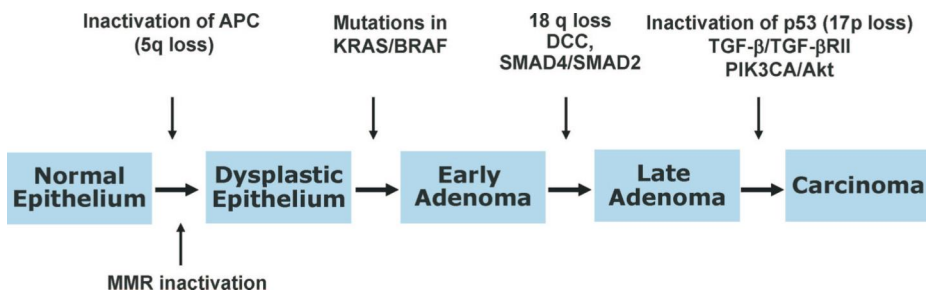 Inactivation of APC
(5q loss)
Mutations in
KRAS/BRAF
18 q loss
DCC,
SMAD4/SMAD2
Inactivation of p53 (17p loss)
TGF-β/TGF-βRII
PIK3CA/Akt
Normal
Epithelium
Dysplastic
Epithelium
Early
Adenoma
Late
Adenoma
Carcinoma
MMR inactivation